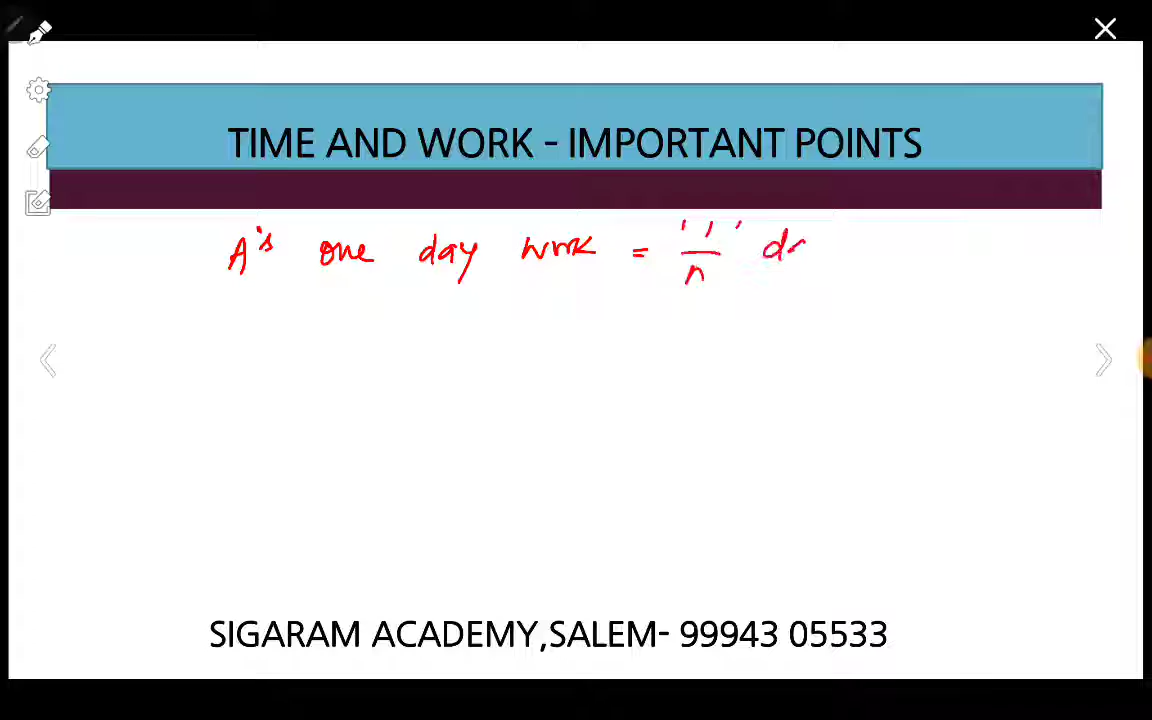 TIME AND WORK - IMPORTANT POINTS
A's one day work = '1/n'
SIGARAM ACADEMY,SALEM- 99943 05533